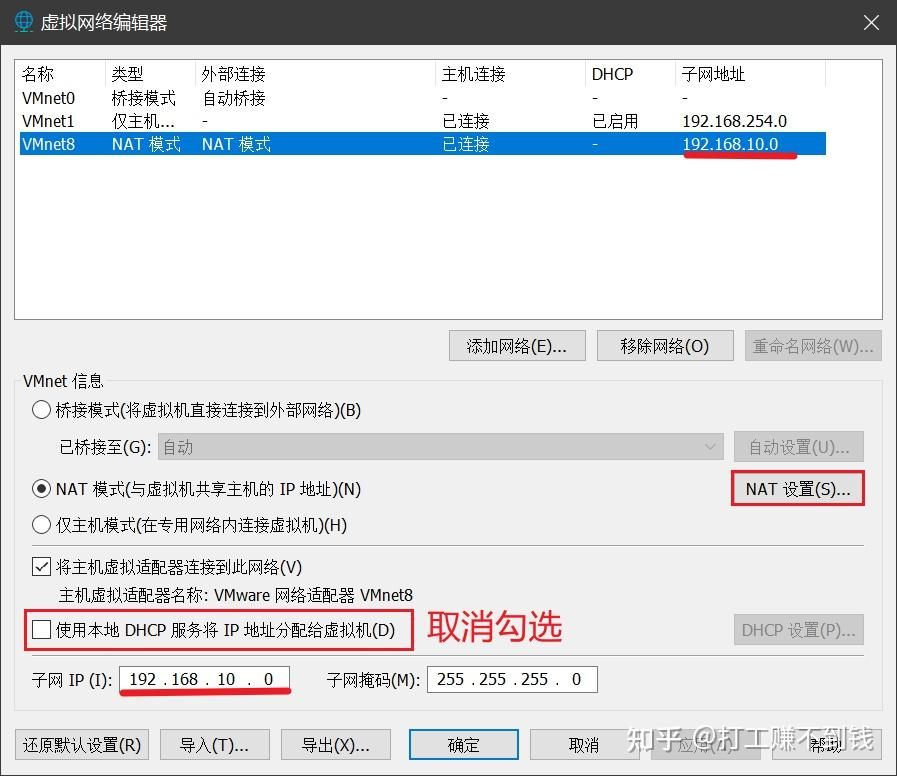 虚拟网络编辑器
名称 类型 外部连接 主机连接 DHCP 子网地址
VMnet0 桥接模式 自动桥接 - - -
VMnet1 仅主机... - 已连接 已启用 192.168.254.0
VMnet8 NAT 模式 NAT 模式 已连接 - 192.168.10.0
添加网络(E)... 移除网络(O) 重命名网络(W)...
VMnet 信息
桥接模式(将虚拟机直接连接到外部网络)(B)
已桥接至(G): 自动 自动设置(U)...
NAT 模式(与虚拟机共享主机的 IP 地址)(N) NAT 设置(S)...
仅主机模式(在专用网络内连接虚拟机)(H)
将主机虚拟适配器连接到此网络(V)
主机虚拟适配器名称: VMware 网络适配器 VMnet8
使用本地 DHCP 服务将 IP 地址分配给虚拟机(D) 取消勾选 DHCP 设置(P)...
子网 IP (I): 192 . 168 . 10 . 0 子网掩码(M): 255 . 255 . 255 . 0
还原默认设置(R) 导入(T)... 导出(X)... 确定 取消 应用(A) 帮助
知乎 @打工赚不到钱